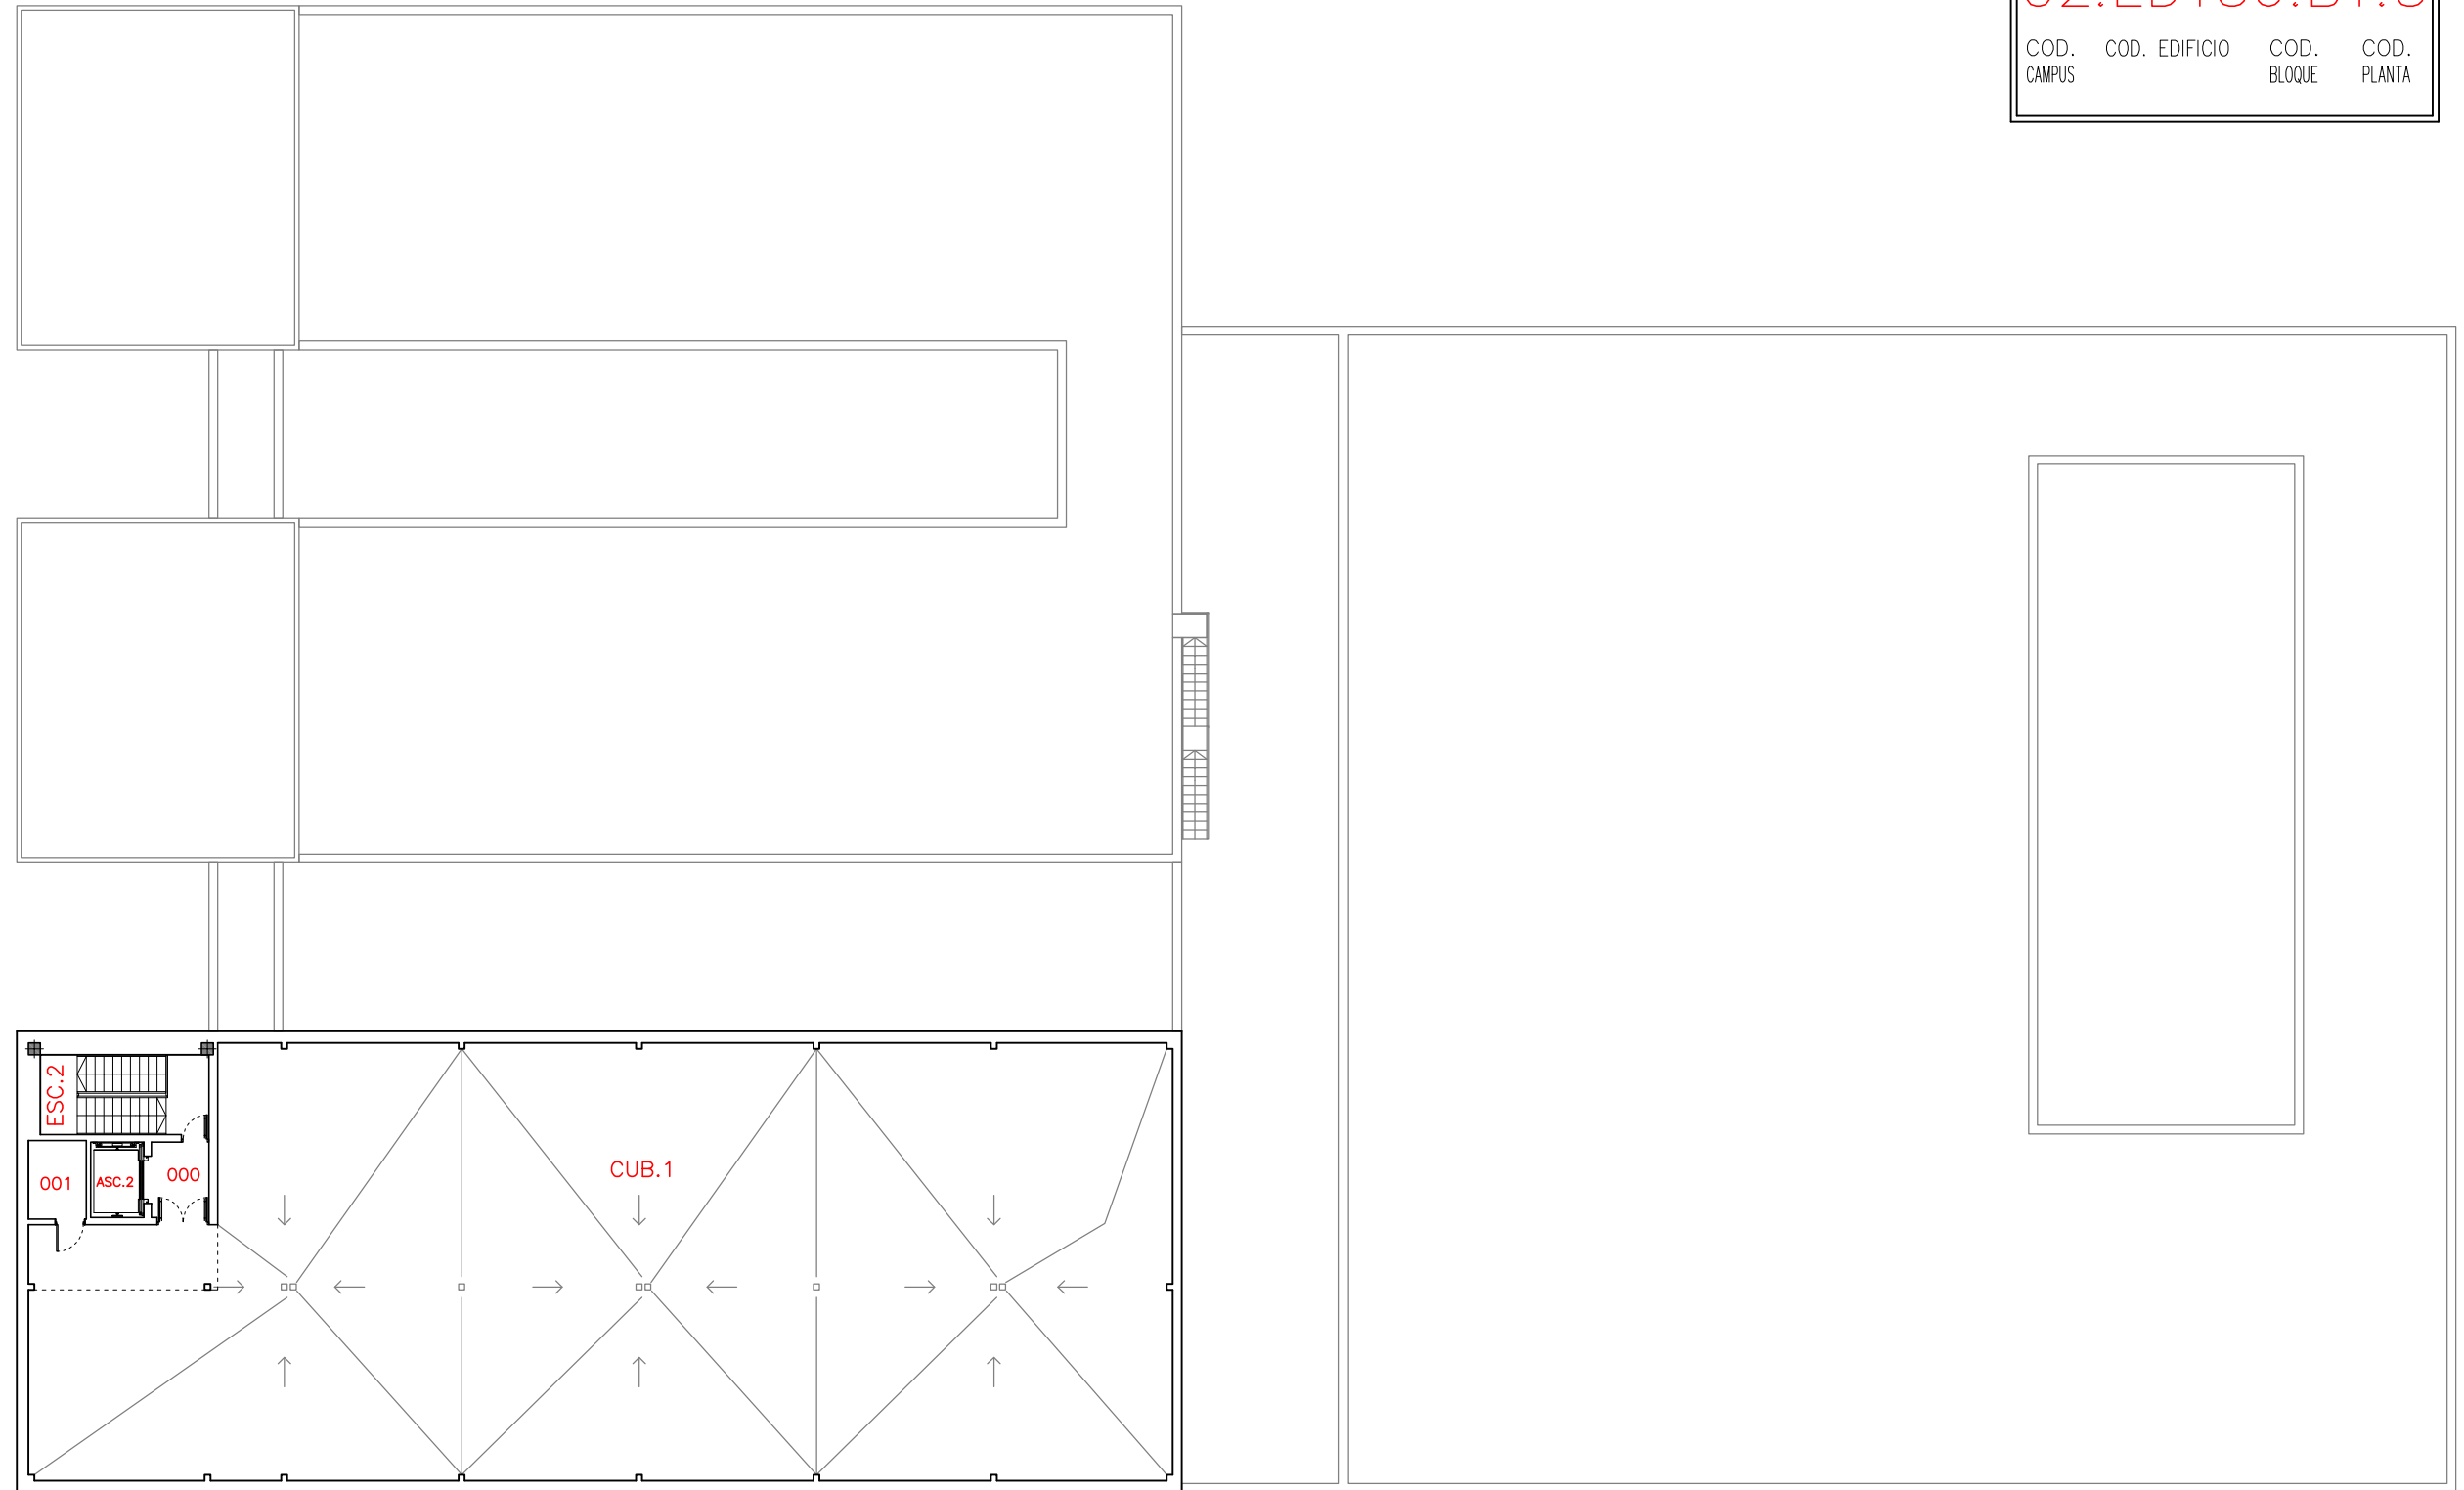 COD. COD. EDIFICIO COD. COD.
CAMPUS BLOQUE PLANTA
ESC.2
001
ASC.2
000
CUB.1